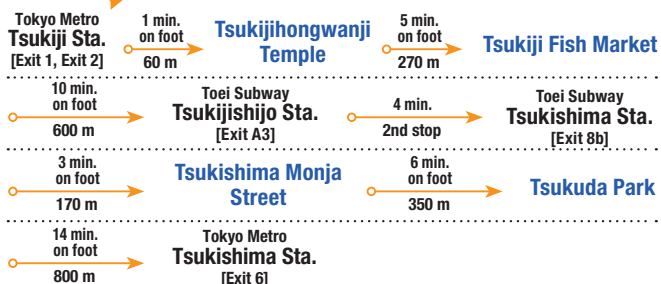 Tokyo Metro
Tsukiji Sta.
[Exit 1, Exit 2]
1 min.
on foot
60 m
Tsukijihongwanji
Temple
5 min.
on foot
270 m
Tsukiji Fish Market
10 min.
on foot
600 m
Toei Subway
Tsukijishijo Sta.
[Exit A3]
4 min.
2nd stop
Toei Subway
Tsukishima Sta.
[Exit 8b]
3 min.
on foot
170 m
Tsukishima Monja
Street
6 min.
on foot
350 m
Tsukuda Park
14 min.
on foot
800 m
Tokyo Metro
Tsukishima Sta.
[Exit 6]